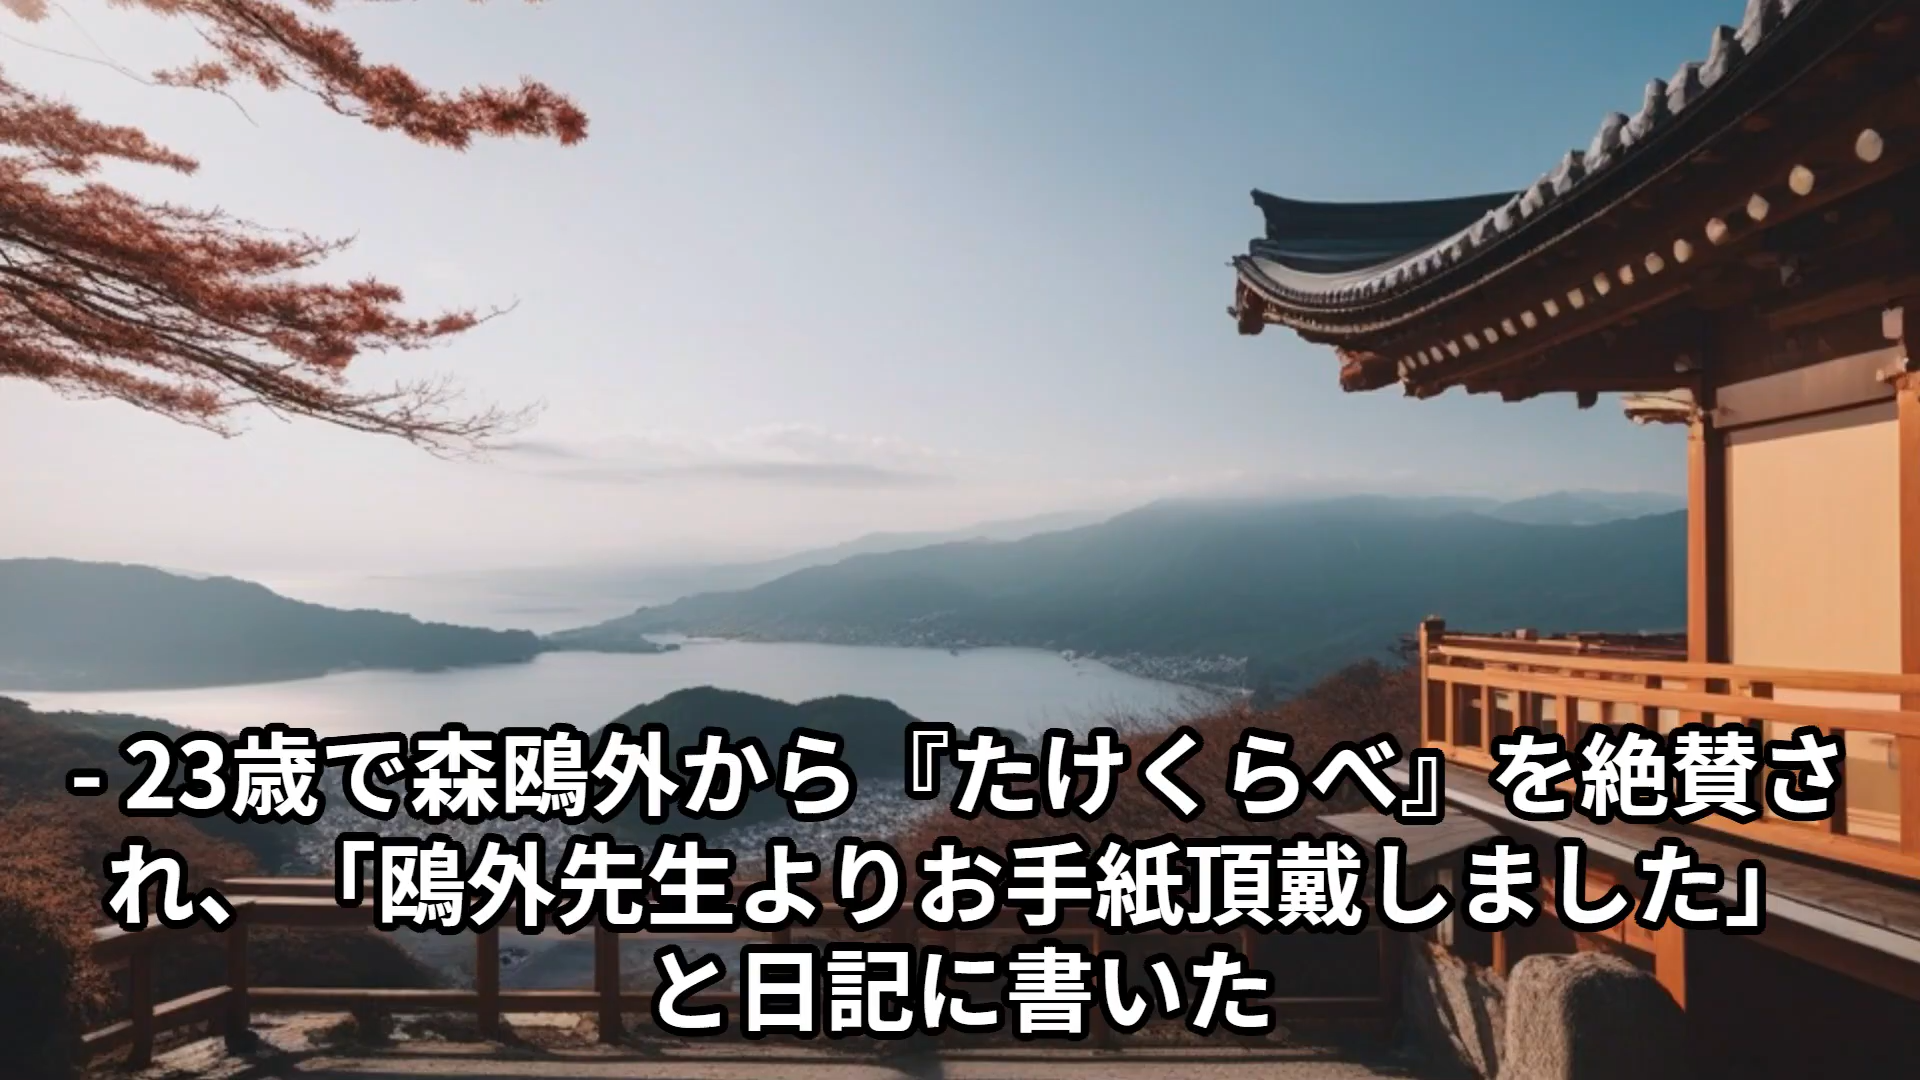 - 23歳で森鴎外から『たけくらべ』を絶賛さ
れ、「鴎外先生よりお手紙頂戴しました」
と日記に書いた